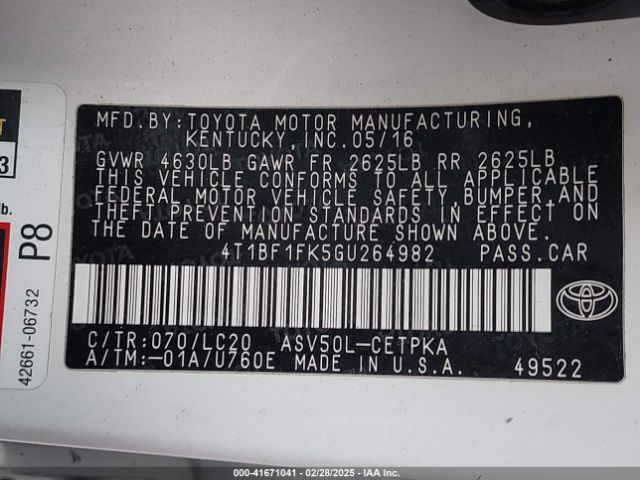 MFD.BY:TOYOTA MOTOR MANUFACTURING,
KENTUCKY,INC.05/16
GVWR 4630LB GAWR FR 2625LB RR 2625LB
THIS VEHICLE CONFORMS TO ALL APPLICABLE
FEDERAL MOTOR VEHICLE SAFETY,BUMPER,AND
THEFT PREVENTION STANDARDS IN EFFECT ON
THE DATE OF MANUFACTURE SHOWN ABOVE.
4T1BF1FK5GU264982 PASS.CAR
C/TR:070/LC20 ASV50L-CETPKA
A/TM:-01A/U760E MADE IN U.S.A. 49522
42661-06732 P8
3
lb.
000-41671041 | 02/28/2025 - IAA Inc.